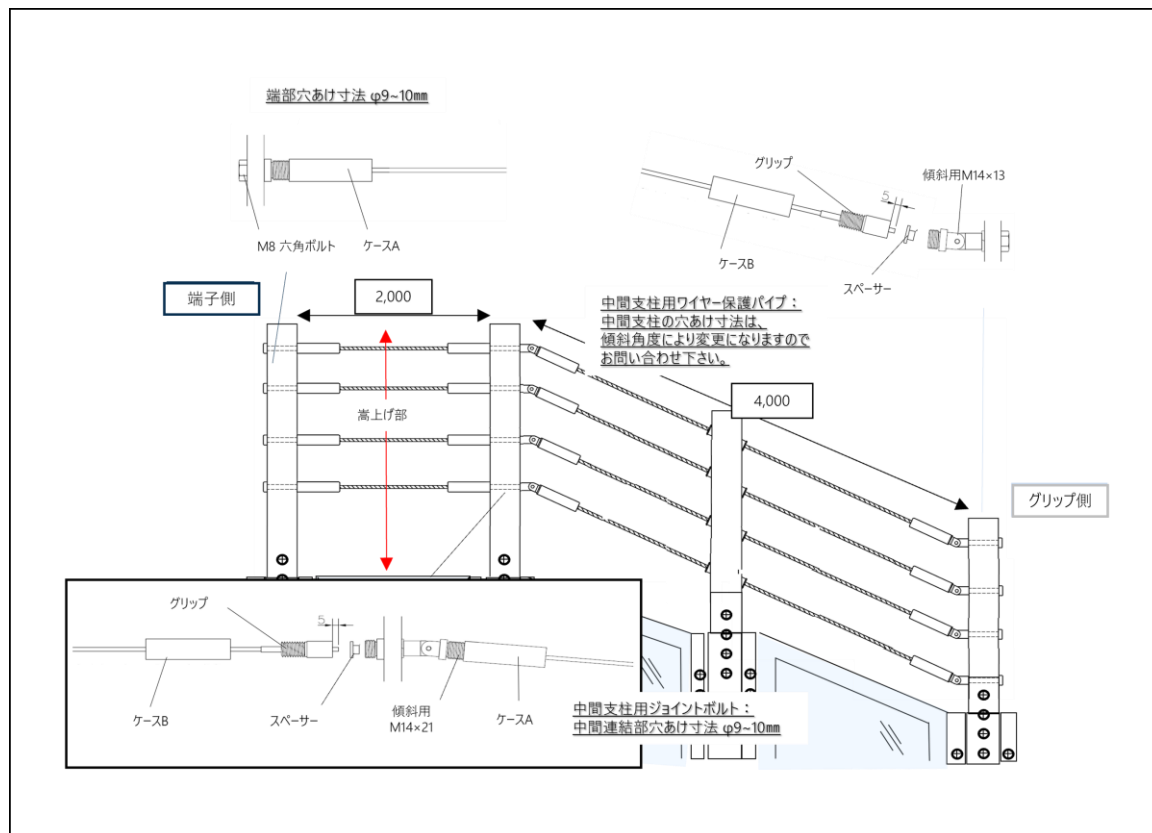 端部穴あけ寸法 φ9~10㎜
グリップ
傾斜用M14×13
5
M8 六角ボルト
ケースA
ケースB
スペーサー
端子側
2,000
中間支柱用ワイヤー保護パイプ：
中間支柱の穴あけ寸法は、
傾斜角度により変更になりますので
お問い合わせ下さい。
4,000
嵩上げ部
グリップ側
グリップ
5
ケースB
スペーサー
傾斜用
M14×21
ケースA
中間支柱用ジョイントボルト：
中間連結部穴あけ寸法 φ9~10㎜